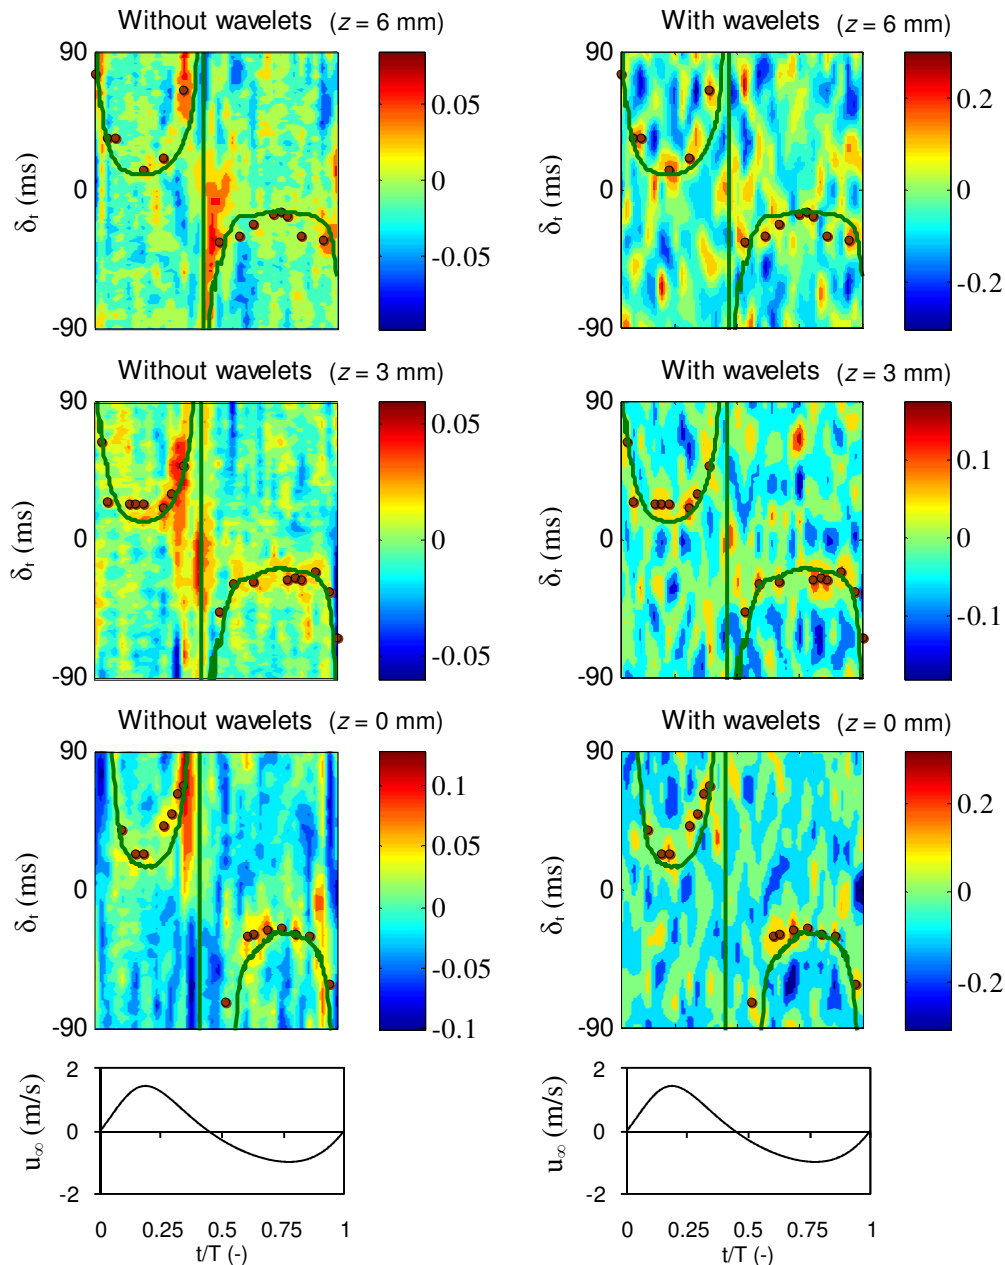 Without wavelets (z = 6 mm)
With wavelets (z = 6 mm)
90
0
-90
δt (ms)
0.05
0
-0.05
90
0
-90
δt (ms)
0.2
0
-0.2
Without wavelets (z = 3 mm)
With wavelets (z = 3 mm)
90
0
-90
δt (ms)
0.05
0
-0.05
90
0
-90
δt (ms)
0.1
0
-0.1
Without wavelets (z = 0 mm)
With wavelets (z = 0 mm)
90
0
-90
δt (ms)
0.1
0.05
0
-0.05
-0.1
90
0
-90
δt (ms)
0.2
0
-0.2
2
0
-2
u∞ (m/s)
0 0.25 0.5 0.75 1
t/T (-)
2
0
-2
u∞ (m/s)
0 0.25 0.5 0.75 1
t/T (-)